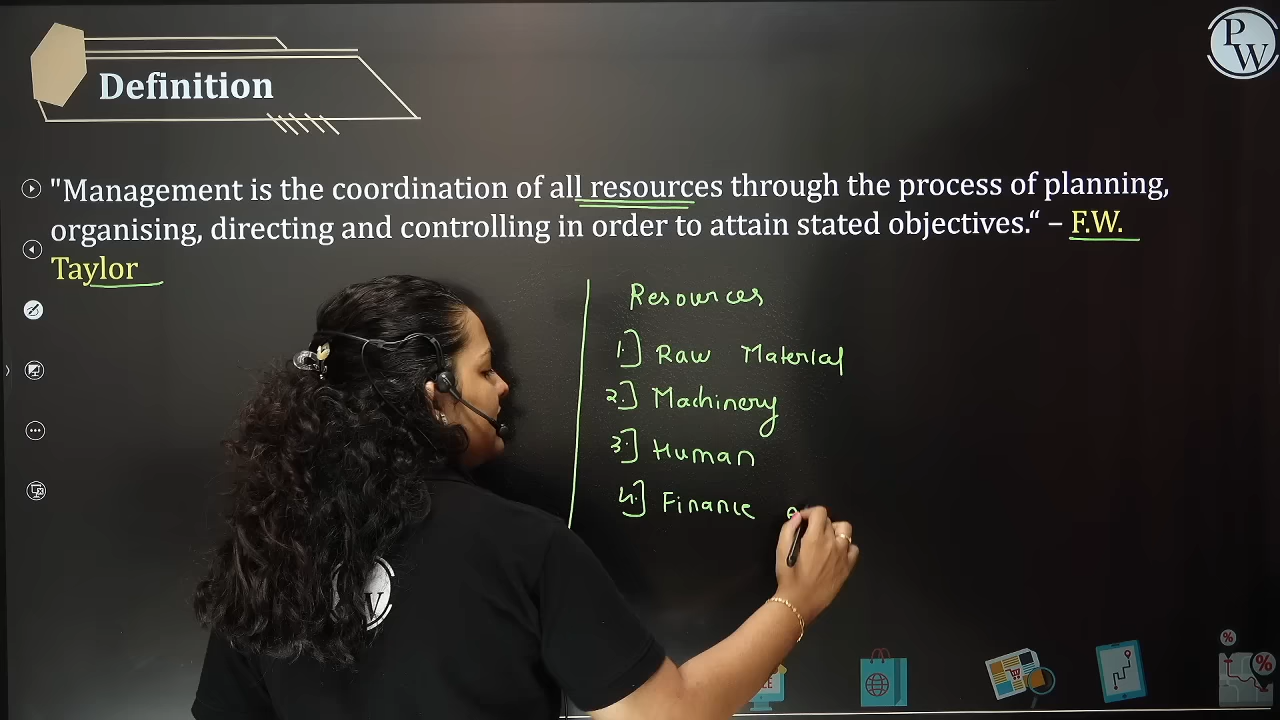 PW
Definition
"Management is the coordination of all resources through the process of planning,
organising, directing and controlling in order to attain stated objectives.“ – F.W.
Taylor
Resources
1.] Raw Material
2.] Machinery
3.] Human
4.] Finance
W
%
%